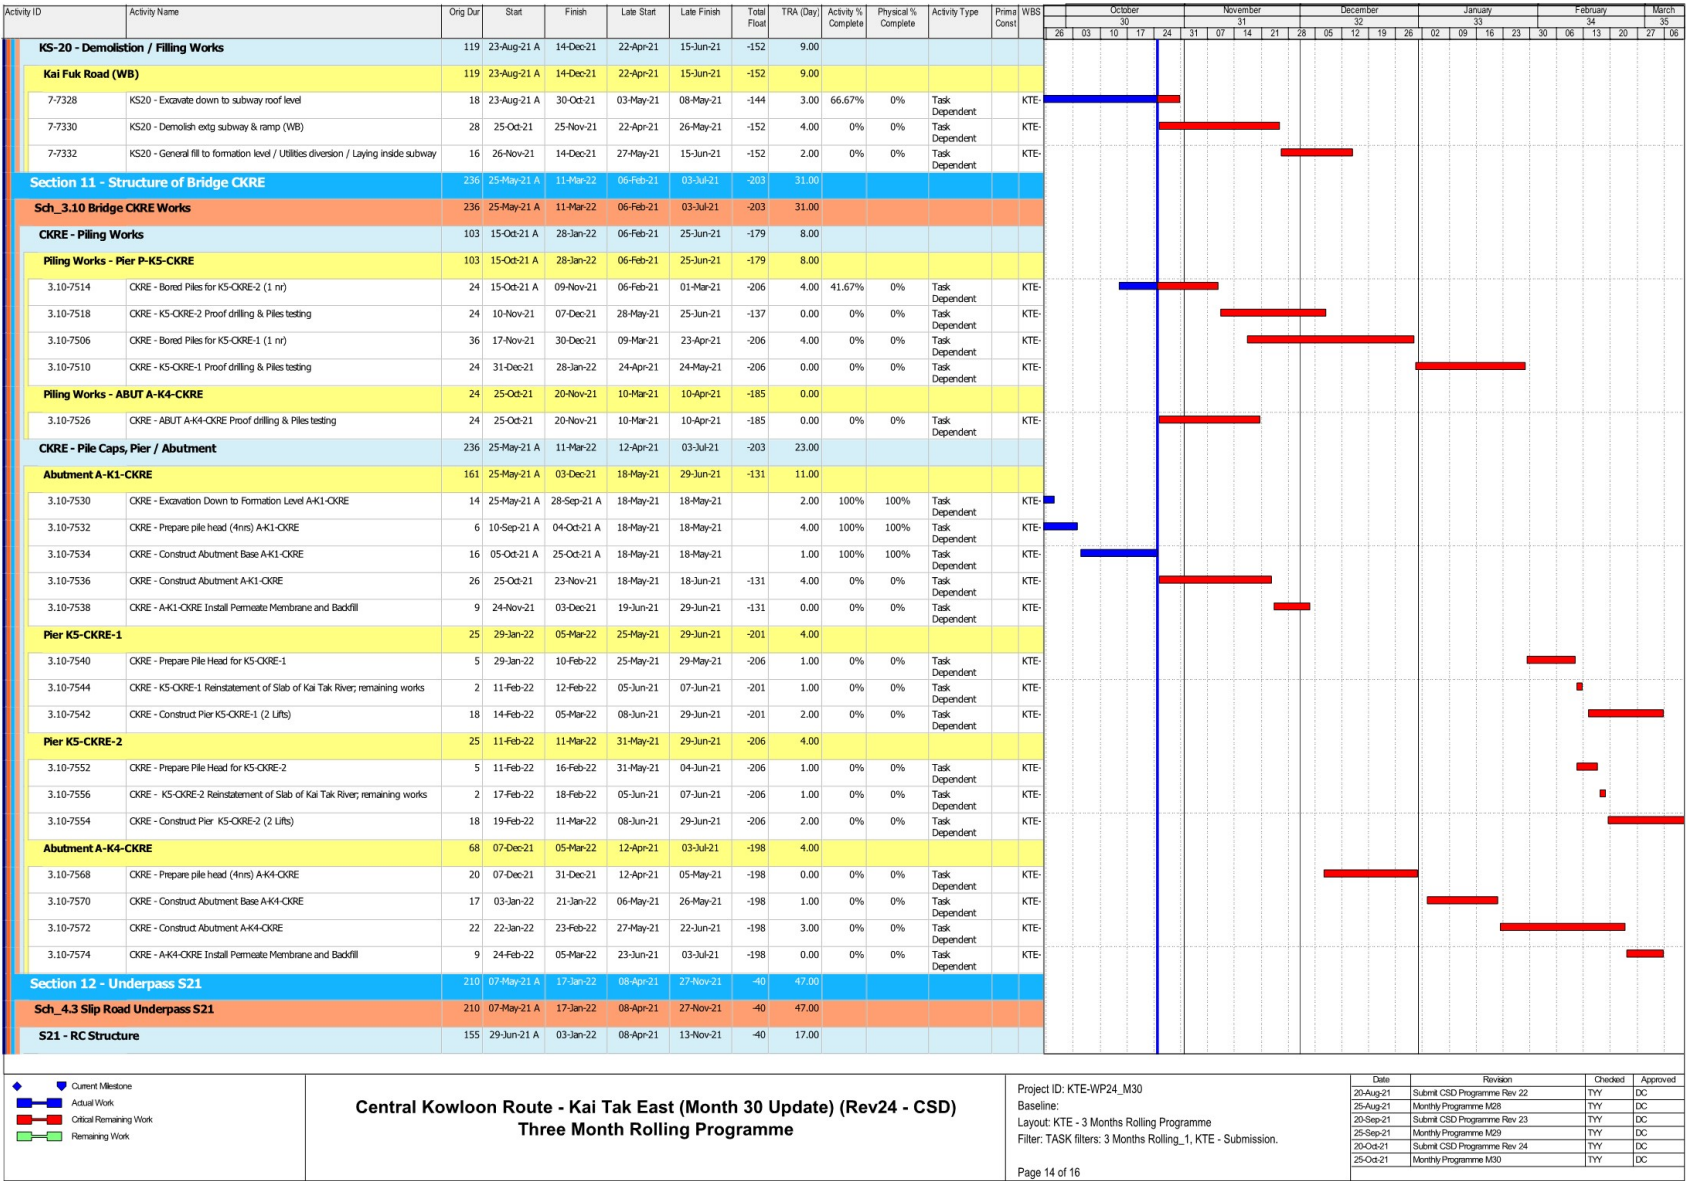 Activity ID Activity Name Orig Dur Start Finish Late Start Late Finish Total Float TRA (Day) Activity % Complete Physical % Complete Activity Type Prima Const WBS
October November December January February March
30 31 32 33 34 35
26 03 10 17 24 31 07 14 21 28 05 12 19 26 02 09 16 23 30 06 13 20 27 06
KS-20 - Demolistion / Filling Works 119 23-Aug-21 A 14-Dec-21 22-Apr-21 15-Jun-21 -152 9.00
Kai Fuk Road (WB) 119 23-Aug-21 A 14-Dec-21 22-Apr-21 15-Jun-21 -152 9.00
7-7328 KS20 - Excavate down to subway roof level 18 23-Aug-21 A 30-Oct-21 03-May-21 08-May-21 -144 3.00 66.67% 0% Task Dependent KTE-
7-7330 KS20 - Demolish extg subway & ramp (WB) 28 25-Oct-21 25-Nov-21 22-Apr-21 26-May-21 -152 4.00 0% 0% Task Dependent KTE-
7-7332 KS20 - General fill to formation level / Utilities diversion / Laying inside subway 16 26-Nov-21 14-Dec-21 27-May-21 15-Jun-21 -152 2.00 0% 0% Task Dependent KTE-
Section 11 - Structure of Bridge CKRE 236 25-May-21 A 11-Mar-22 06-Feb-21 03-Jul-21 -203 31.00
Sch_3.10 Bridge CKRE Works 236 25-May-21 A 11-Mar-22 06-Feb-21 03-Jul-21 -203 31.00
CKRE - Piling Works 103 15-Oct-21 A 28-Jan-22 06-Feb-21 25-Jun-21 -179 8.00
Piling Works - Pier P-K5-CKRE 103 15-Oct-21 A 28-Jan-22 06-Feb-21 25-Jun-21 -179 8.00
3.10-7514 CKRE - Bored Piles for K5-CKRE-2 (1 nr) 24 15-Oct-21 A 09-Nov-21 06-Feb-21 01-Mar-21 -206 4.00 41.67% 0% Task Dependent KTE-
3.10-7518 CKRE - K5-CKRE-2 Proof drilling & Piles testing 24 10-Nov-21 07-Dec-21 28-May-21 25-Jun-21 -137 0.00 0% 0% Task Dependent KTE-
3.10-7506 CKRE - Bored Piles for K5-CKRE-1 (1 nr) 36 17-Nov-21 30-Dec-21 09-Mar-21 23-Apr-21 -206 4.00 0% 0% Task Dependent KTE-
3.10-7510 CKRE - K5-CKRE-1 Proof drilling & Piles testing 24 31-Dec-21 28-Jan-22 24-Apr-21 24-May-21 -206 0.00 0% 0% Task Dependent KTE-
Piling Works - ABUT A-K4-CKRE 24 25-Oct-21 20-Nov-21 10-Mar-21 10-Apr-21 -185 0.00
3.10-7526 CKRE - ABUT A-K4-CKRE Proof drilling & Piles testing 24 25-Oct-21 20-Nov-21 10-Mar-21 10-Apr-21 -185 0.00 0% 0% Task Dependent KTE-
CKRE - Pile Caps, Pier / Abutment 236 25-May-21 A 11-Mar-22 12-Apr-21 03-Jul-21 -203 23.00
Abutment A-K1-CKRE 161 25-May-21 A 03-Dec-21 18-May-21 29-Jun-21 -131 11.00
3.10-7530 CKRE - Excavation Down to Formation Level A-K1-CKRE 14 25-May-21 A 28-Sep-21 A 18-May-21 18-May-21 2.00 100% 100% Task Dependent KTE-
3.10-7532 CKRE - Prepare pile head (4nrs) A-K1-CKRE 6 10-Sep-21 A 04-Oct-21 A 18-May-21 18-May-21 4.00 100% 100% Task Dependent KTE-
3.10-7534 CKRE - Construct Abutment Base A-K1-CKRE 16 05-Oct-21 A 25-Oct-21 A 18-May-21 18-May-21 1.00 100% 100% Task Dependent KTE-
3.10-7536 CKRE - Construct Abutment A-K1-CKRE 26 25-Oct-21 23-Nov-21 18-May-21 18-Jun-21 -131 4.00 0% 0% Task Dependent KTE-
3.10-7538 CKRE - A-K1-CKRE Install Permeate Membrane and Backfill 9 24-Nov-21 03-Dec-21 19-Jun-21 29-Jun-21 -131 0.00 0% 0% Task Dependent KTE-
Pier K5-CKRE-1 25 29-Jan-22 05-Mar-22 25-May-21 29-Jun-21 -201 4.00
3.10-7540 CKRE - Prepare Pile Head for K5-CKRE-1 5 29-Jan-22 10-Feb-22 25-May-21 29-May-21 -206 1.00 0% 0% Task Dependent KTE-
3.10-7544 CKRE - K5-CKRE-1 Reinstatement of Slab of Kai Tak River; remaining works 2 11-Feb-22 12-Feb-22 05-Jun-21 07-Jun-21 -201 1.00 0% 0% Task Dependent KTE-
3.10-7542 CKRE - Construct Pier K5-CKRE-1 (2 Lifts) 18 14-Feb-22 05-Mar-22 08-Jun-21 29-Jun-21 -201 2.00 0% 0% Task Dependent KTE-
Pier K5-CKRE-2 25 11-Feb-22 11-Mar-22 31-May-21 29-Jun-21 -206 4.00
3.10-7552 CKRE - Prepare Pile Head for K5-CKRE-2 5 11-Feb-22 16-Feb-22 31-May-21 04-Jun-21 -206 1.00 0% 0% Task Dependent KTE-
3.10-7556 CKRE - K5-CKRE-2 Reinstatement of Slab of Kai Tak River; remaining works 2 17-Feb-22 18-Feb-22 05-Jun-21 07-Jun-21 -206 1.00 0% 0% Task Dependent KTE-
3.10-7554 CKRE - Construct Pier K5-CKRE-2 (2 Lifts) 18 19-Feb-22 11-Mar-22 08-Jun-21 29-Jun-21 -206 2.00 0% 0% Task Dependent KTE-
Abutment A-K4-CKRE 68 07-Dec-21 05-Mar-22 12-Apr-21 03-Jul-21 -198 4.00
3.10-7568 CKRE - Prepare pile head (4nrs) A-K4-CKRE 20 07-Dec-21 31-Dec-21 12-Apr-21 05-May-21 -198 0.00 0% 0% Task Dependent KTE-
3.10-7570 CKRE - Construct Abutment Base A-K4-CKRE 17 03-Jan-22 21-Jan-22 06-May-21 26-May-21 -198 1.00 0% 0% Task Dependent KTE-
3.10-7572 CKRE - Construct Abutment A-K4-CKRE 22 22-Jan-22 23-Feb-22 27-May-21 22-Jun-21 -198 3.00 0% 0% Task Dependent KTE-
3.10-7574 CKRE - A-K4-CKRE Install Permeate Membrane and Backfill 9 24-Feb-22 05-Mar-22 23-Jun-21 03-Jul-21 -198 0.00 0% 0% Task Dependent KTE-
Section 12 - Underpass S21 210 07-May-21 A 17-Jan-22 08-Apr-21 27-Nov-21 -40 47.00
Sch_4.3 Slip Road Underpass S21 210 07-May-21 A 17-Jan-22 08-Apr-21 27-Nov-21 -40 47.00
S21 - RC Structure 155 29-Jun-21 A 03-Jan-22 08-Apr-21 13-Nov-21 -40 17.00
Current Milestone
Actual Work
Critical Remaining Work
Remaining Work
Central Kowloon Route - Kai Tak East (Month 30 Update) (Rev24 - CSD)
Three Month Rolling Programme
Project ID: KTE-WP24_M30
Baseline:
Layout: KTE - 3 Months Rolling Programme
Filter: TASK filters: 3 Months Rolling_1, KTE - Submission.
Page 14 of 16
Date Revision Checked Approved
20-Aug-21 Submit CSD Programme Rev 22 TYY DC
25-Aug-21 Monthly Programme M28 TYY DC
20-Sep-21 Submit CSD Programme Rev 23 TYY DC
25-Sep-21 Monthly Programme M29 TYY DC
20-Oct-21 Submit CSD Programme Rev 24 TYY DC
25-Oct-21 Monthly Programme M30 TYY DC